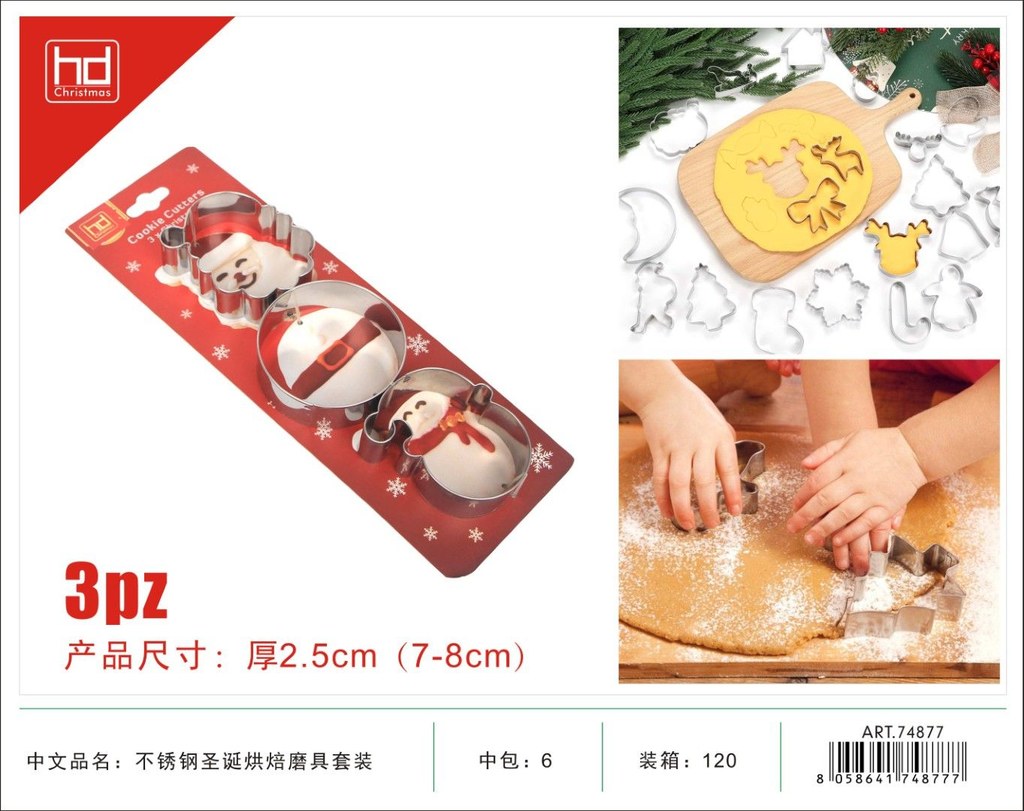 hd
Christmas
hd
Cookie Cutters
3pz
产品尺寸：厚2.5cm（7-8cm）
中文品名：不锈钢圣诞烘焙磨具套装
中包：6
装箱：120
ART.74877
8 058641 748777